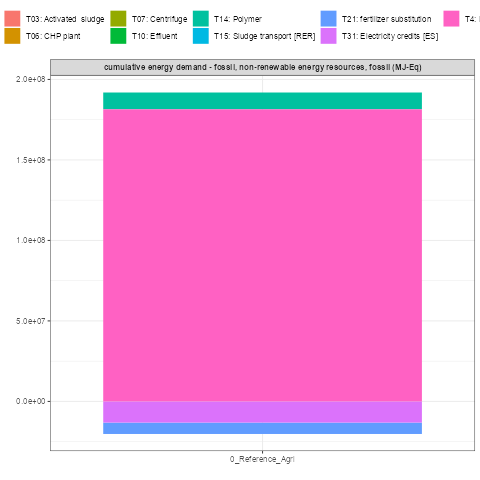 T03: Activated sludge T07: Centrifuge T14: Polymer T21: fertilizer substitution T4:
T06: CHP plant T10: Effluent T15: Sludge transport [RER] T31: Electricity credits [ES]
cumulative energy demand - fossil, non-renewable energy resources, fossil (MJ-Eq)
2.0e+08
1.5e+08
1.0e+08
5.0e+07
0.0e+00
0_Reference_Agri